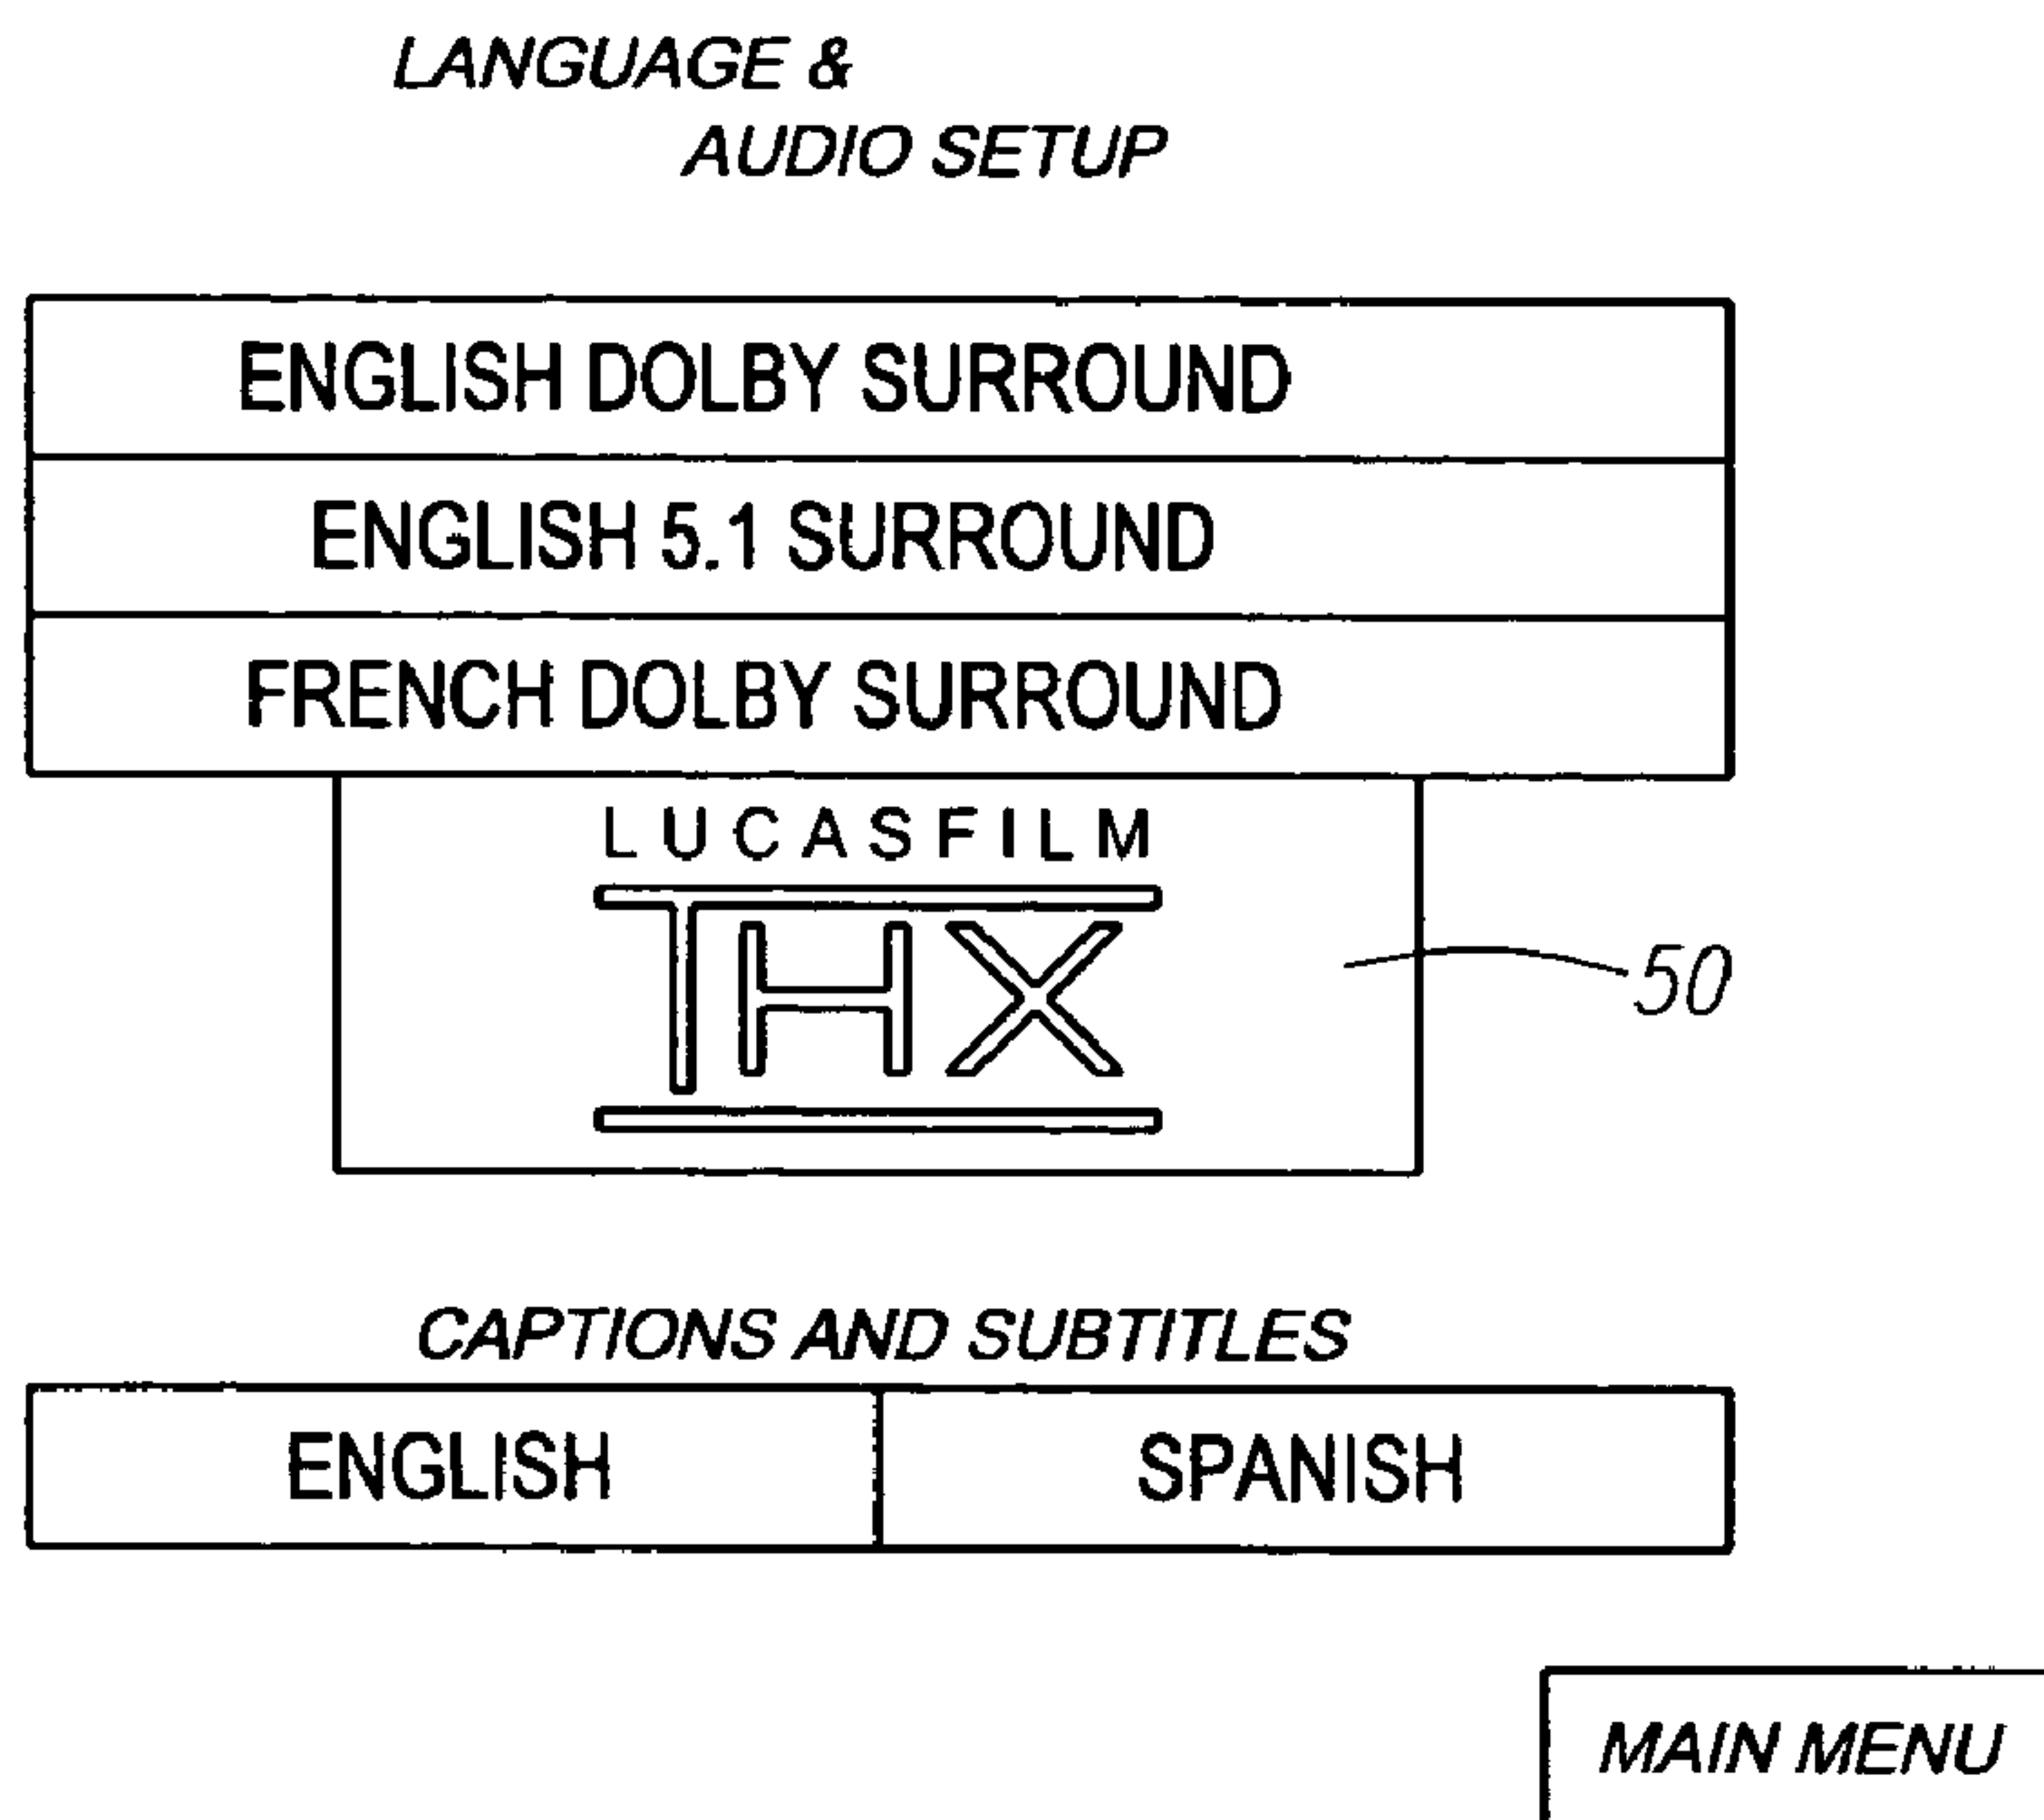 LANGUAGE &
AUDIO SETUP
ENGLISH DOLBY SURROUND
ENGLISH 5.1 SURROUND
FRENCH DOLBY SURROUND
LUCASFILM
THX
50
CAPTIONS AND SUBTITLES
ENGLISH SPANISH
MAIN MENU